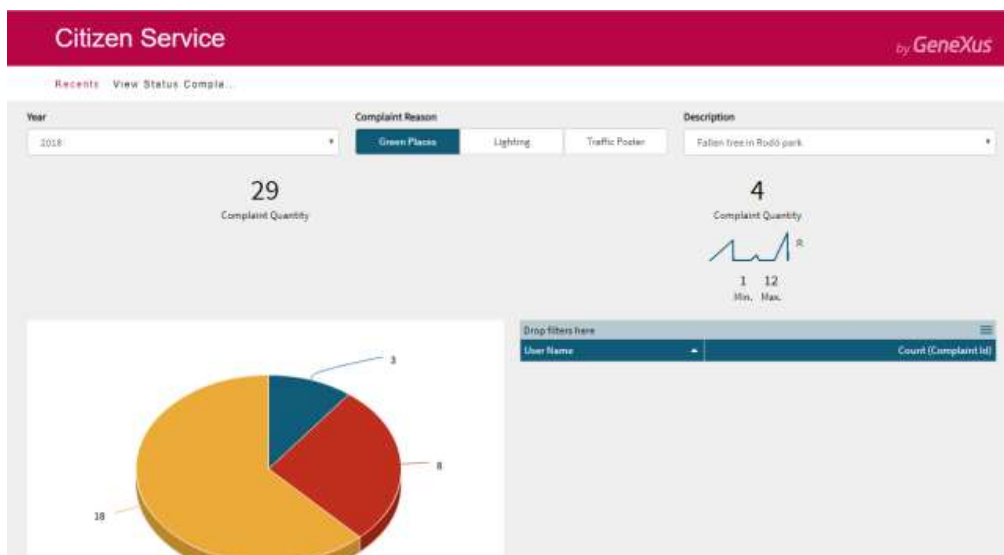 Citizen Service
by GeneXus
Recents View Status Compla..
Year
Complaint Reason
Description
2018
Green Places
Lighting
Traffic Poster
Fallen tree in Rodó park
29
Complaint Quantity
4
Complaint Quantity
1 12
Min. Max.
Drop filters here
User Name
Count (Complaint Id)
3
8
18